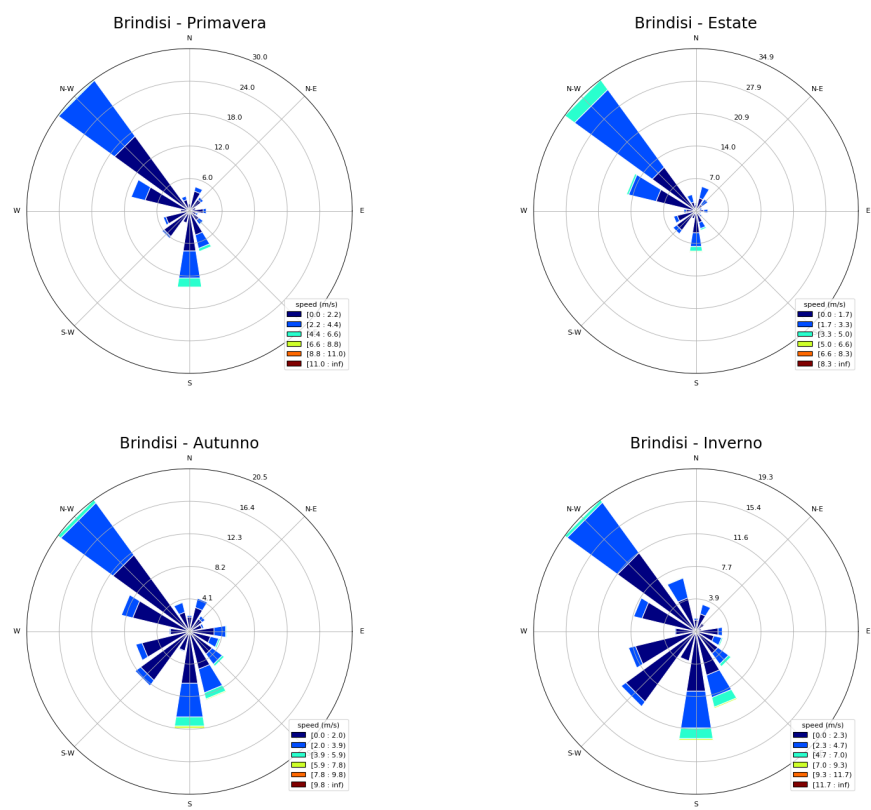 Brindisi - Primavera
N
30.0
N-W
24.0
N-E
18.0
12.0
6.0
W
E
S-W
S
speed (m/s)
[0.0 : 2.2)
[2.2 : 4.4)
[4.4 : 6.6)
[6.6 : 8.8)
[8.8 : 11.0)
[11.0 : inf)
Brindisi - Estate
N
34.9
N-W
27.9
N-E
20.9
14.0
7.0
W
E
S-W
S
speed (m/s)
[0.0 : 1.7)
[1.7 : 3.3)
[3.3 : 5.0)
[5.0 : 6.6)
[6.6 : 8.3)
[8.3 : inf)
Brindisi - Autunno
N
20.5
N-W
16.4
N-E
12.3
8.2
4.1
W
E
S-W
S
speed (m/s)
[0.0 : 2.0)
[2.0 : 3.9)
[3.9 : 5.9)
[5.9 : 7.8)
[7.8 : 9.8)
[9.8 : inf)
Brindisi - Inverno
N
19.3
N-W
15.4
N-E
11.6
7.7
3.9
W
E
S-W
S
speed (m/s)
[0.0 : 2.3)
[2.3 : 4.7)
[4.7 : 7.0)
[7.0 : 9.3)
[9.3 : 11.7)
[11.7 : inf)